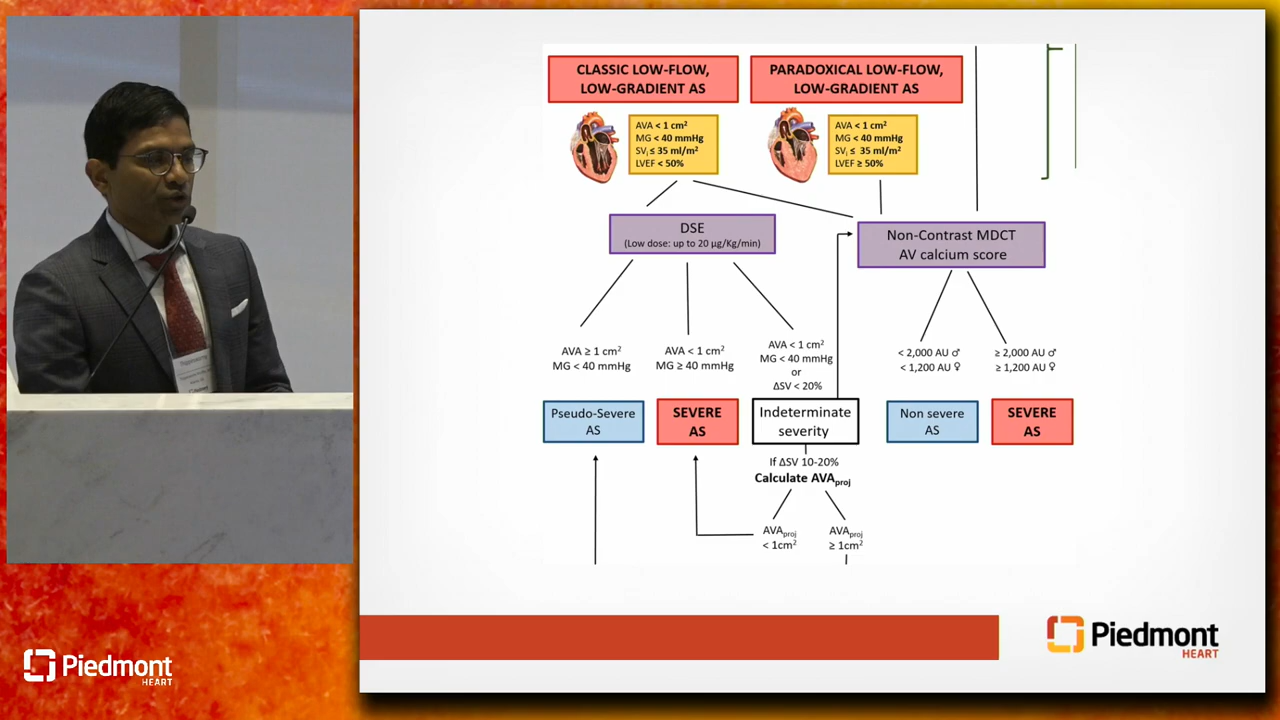 CLASSIC LOW-FLOW,
LOW-GRADIENT AS
PARADOXICAL LOW-FLOW,
LOW-GRADIENT AS
AVA < 1 cm²
MG < 40 mmHg
SVᵢ ≤ 35 ml/m²
LVEF < 50%
AVA < 1 cm²
MG < 40 mmHg
SVᵢ ≤ 35 ml/m²
LVEF ≥ 50%
DSE
(Low dose: up to 20 µg/Kg/min)
Non-Contrast MDCT
AV calcium score
AVA ≥ 1 cm²
MG < 40 mmHg
AVA < 1 cm²
MG ≥ 40 mmHg
AVA < 1 cm²
MG < 40 mmHg
or
ΔSV < 20%
< 2,000 AU ♂
< 1,200 AU ♀
≥ 2,000 AU ♂
≥ 1,200 AU ♀
Pseudo-Severe
AS
SEVERE
AS
Indeterminate
severity
Non severe
AS
SEVERE
AS
If ΔSV 10-20%
Calculate AVAproj
AVAproj
< 1cm²
AVAproj
≥ 1cm²
Piedmont
HEART
Piedmont
HEART